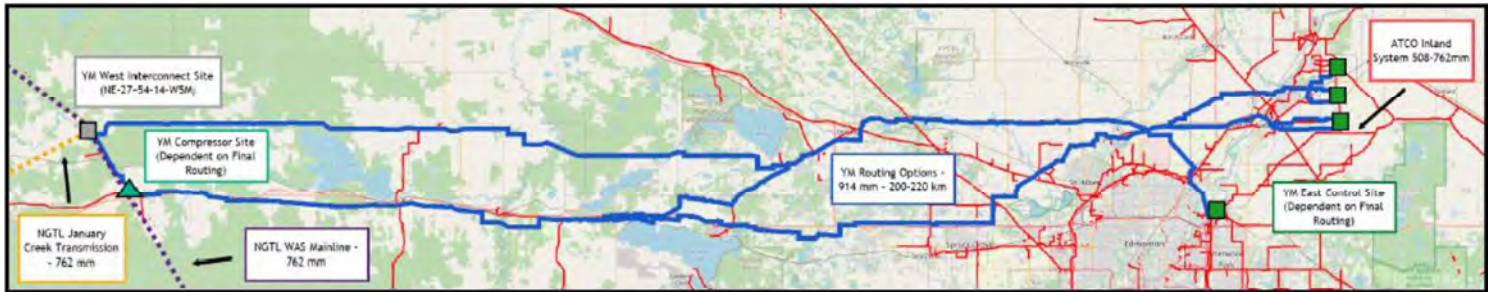 YM West Interconnect Site
(NE-27-54-14-W5M)
YM Compressor Site
(Dependent on Final
Routing)
NGTL January
Creek Transmission
- 762 mm
NGTL WAS Mainline -
762 mm
YM Routing Options -
914 mm - 200-220 km
ATCO Inland
System 508-762mm
YM East Control Site
(Dependent on Final
Routing)
Edmonton